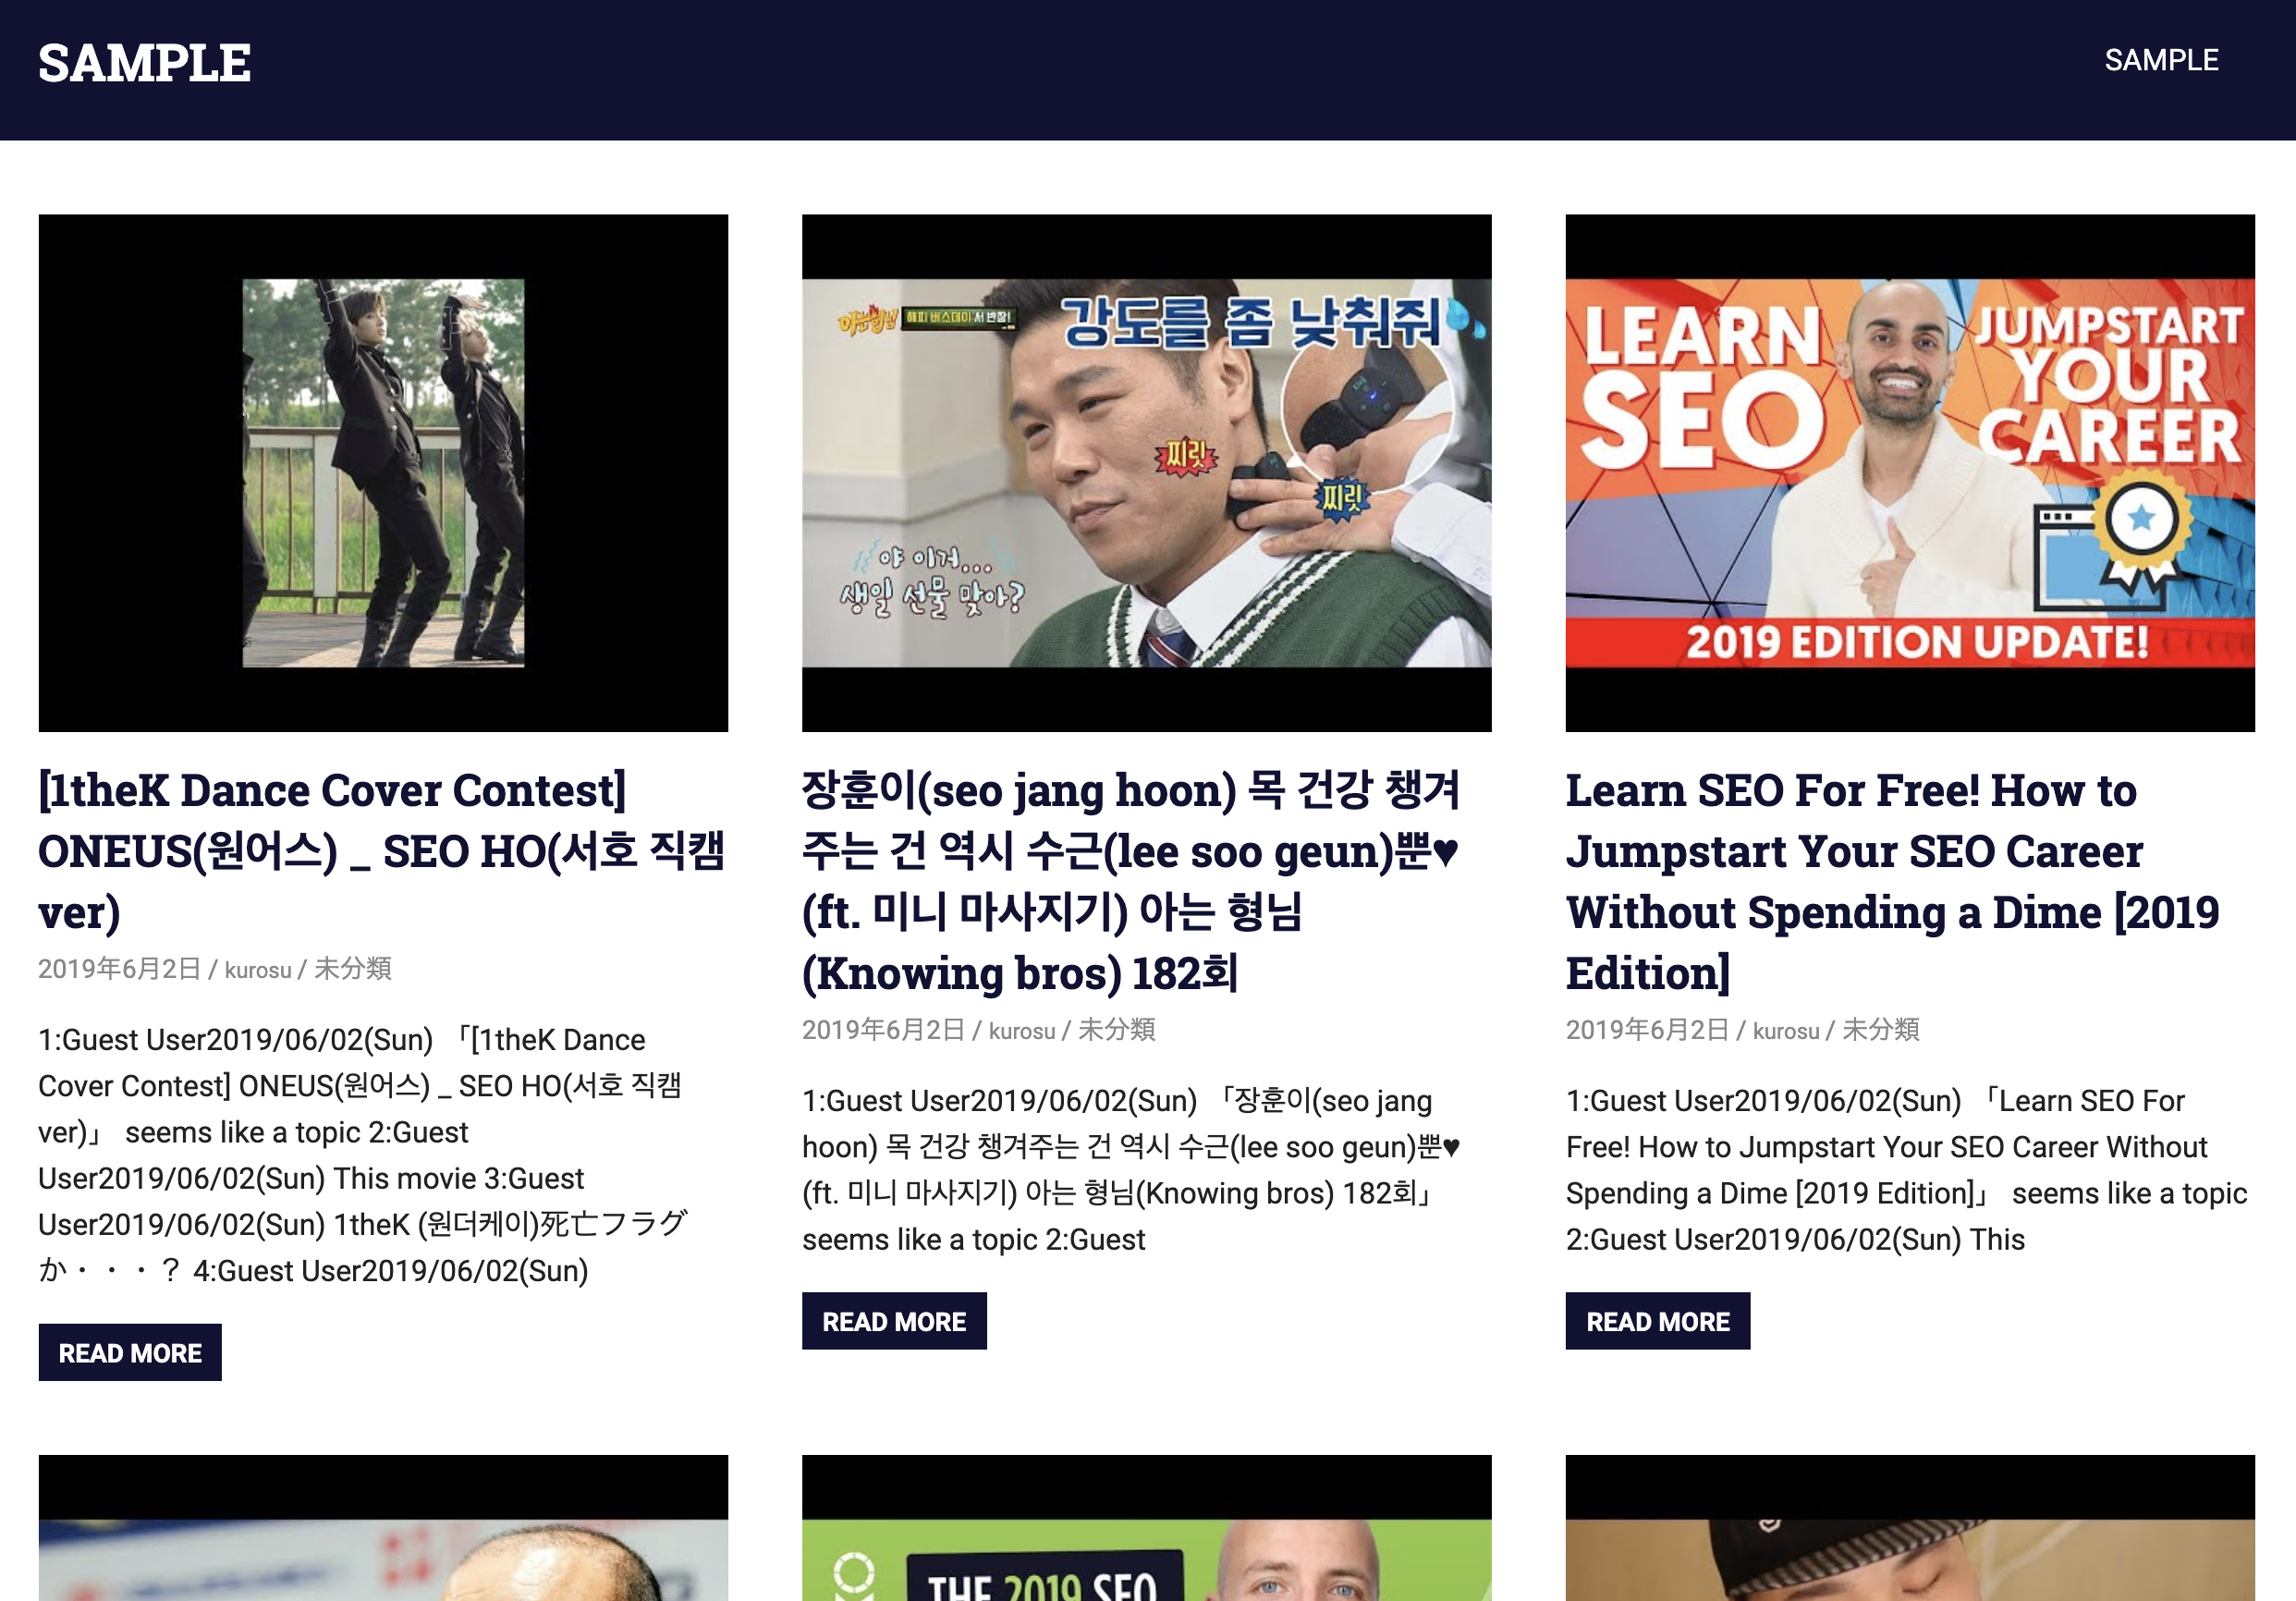 SAMPLE
SAMPLE
아는형님
해피 버스데이 서 반장!
강도를 좀 낮춰줘
찌릿
찌릿
야 이거...
생일 선물 맞아?
LEARN
SEO
JUMPSTART
YOUR
CAREER
2019 EDITION UPDATE!
[1theK Dance Cover Contest]
ONEUS(원어스) _ SEO HO(서호 직캠
ver)
2019年6月2日 / kurosu / 未分類
1:Guest User2019/06/02(Sun) 「[1theK Dance
Cover Contest] ONEUS(원어스) _ SEO HO(서호 직캠
ver)」 seems like a topic 2:Guest
User2019/06/02(Sun) This movie 3:Guest
User2019/06/02(Sun) 1theK (원더케이)死亡フラグ
か・・・？ 4:Guest User2019/06/02(Sun)
READ MORE
장훈이(seo jang hoon) 목 건강 챙겨
주는 건 역시 수근(lee soo geun)뿐♥
(ft. 미니 마사지기) 아는 형님
(Knowing bros) 182회
2019年6月2日 / kurosu / 未分類
1:Guest User2019/06/02(Sun) 「장훈이(seo jang
hoon) 목 건강 챙겨주는 건 역시 수근(lee soo geun)뿐♥
(ft. 미니 마사지기) 아는 형님(Knowing bros) 182회」
seems like a topic 2:Guest
READ MORE
Learn SEO For Free! How to
Jumpstart Your SEO Career
Without Spending a Dime [2019
Edition]
2019年6月2日 / kurosu / 未分類
1:Guest User2019/06/02(Sun) 「Learn SEO For
Free! How to Jumpstart Your SEO Career Without
Spending a Dime [2019 Edition]」 seems like a topic
2:Guest User2019/06/02(Sun) This
READ MORE
THE 2019 SEO